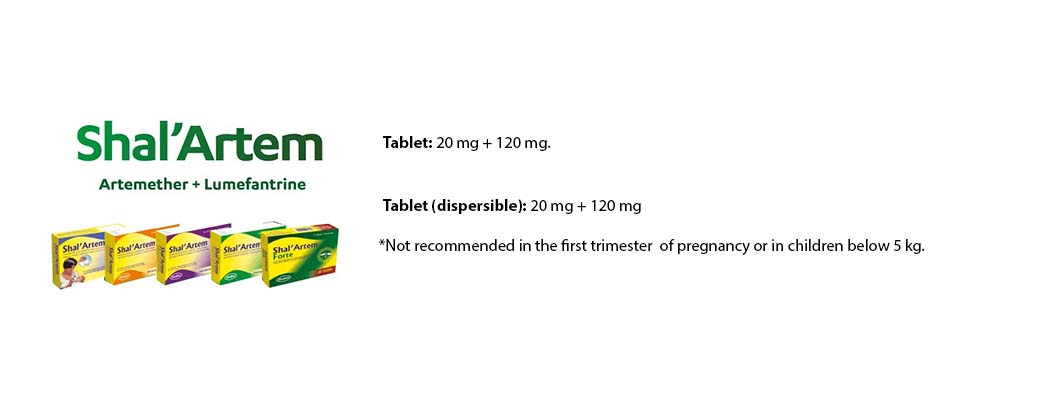 Shal'Artem
Artemether + Lumefantrine
Tablet: 20 mg + 120 mg.
Tablet (dispersible): 20 mg + 120 mg
*Not recommended in the first trimester of pregnancy or in children below 5 kg.
Shal'Artem
Shal'Artem
Shal'Artem
Shal'Artem
Shal'Artem
Forte